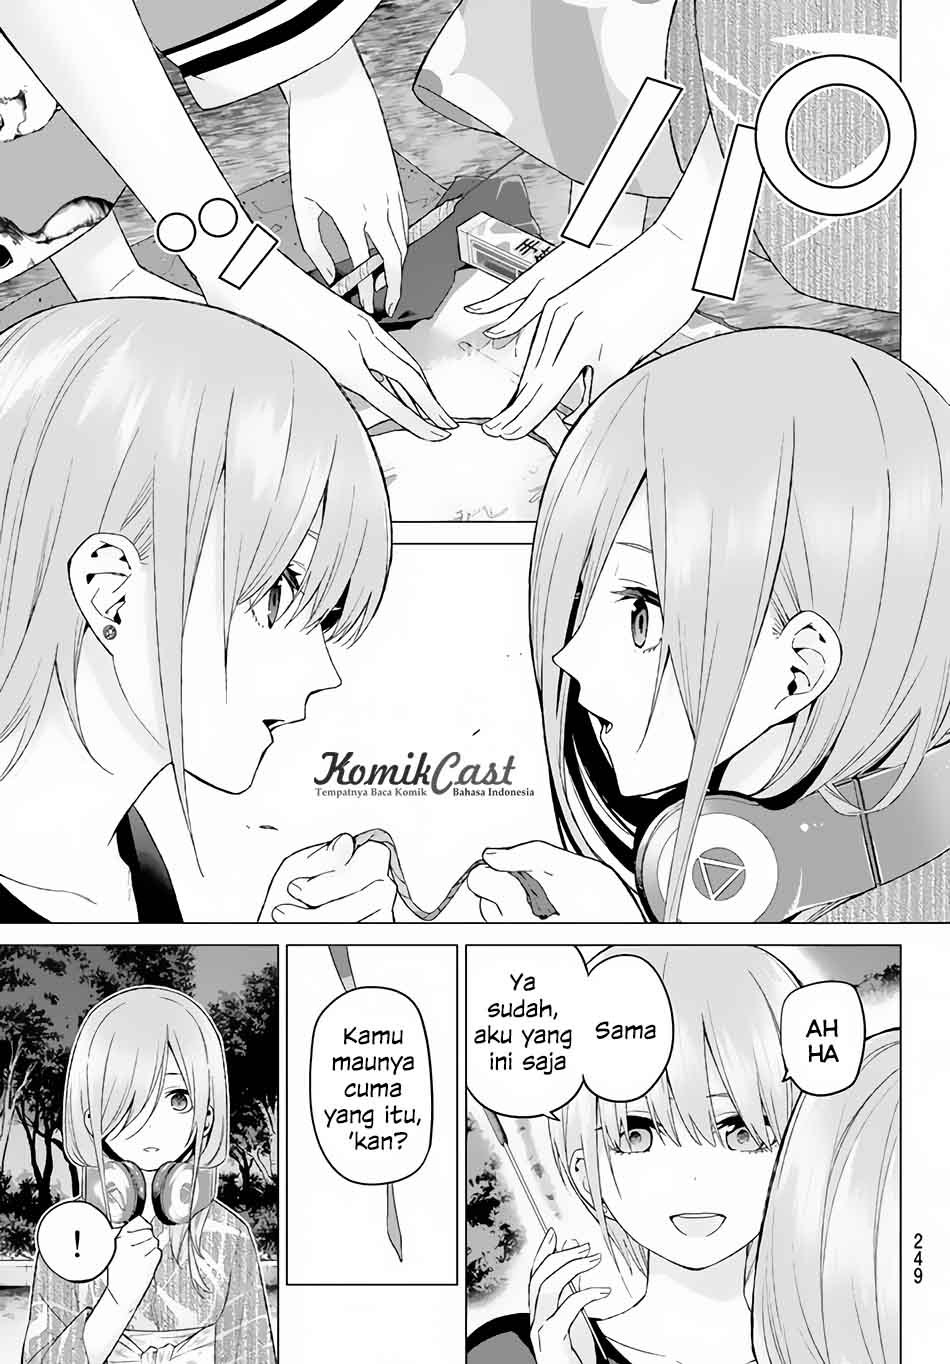 手
KomikCast
Tempatnya Baca Komik Bahasa Indonesia
AH
HA
Sama
Ya
sudah,
aku yang
ini saja
Kamu
maunya
cuma
yang itu,
'kan?
!
249